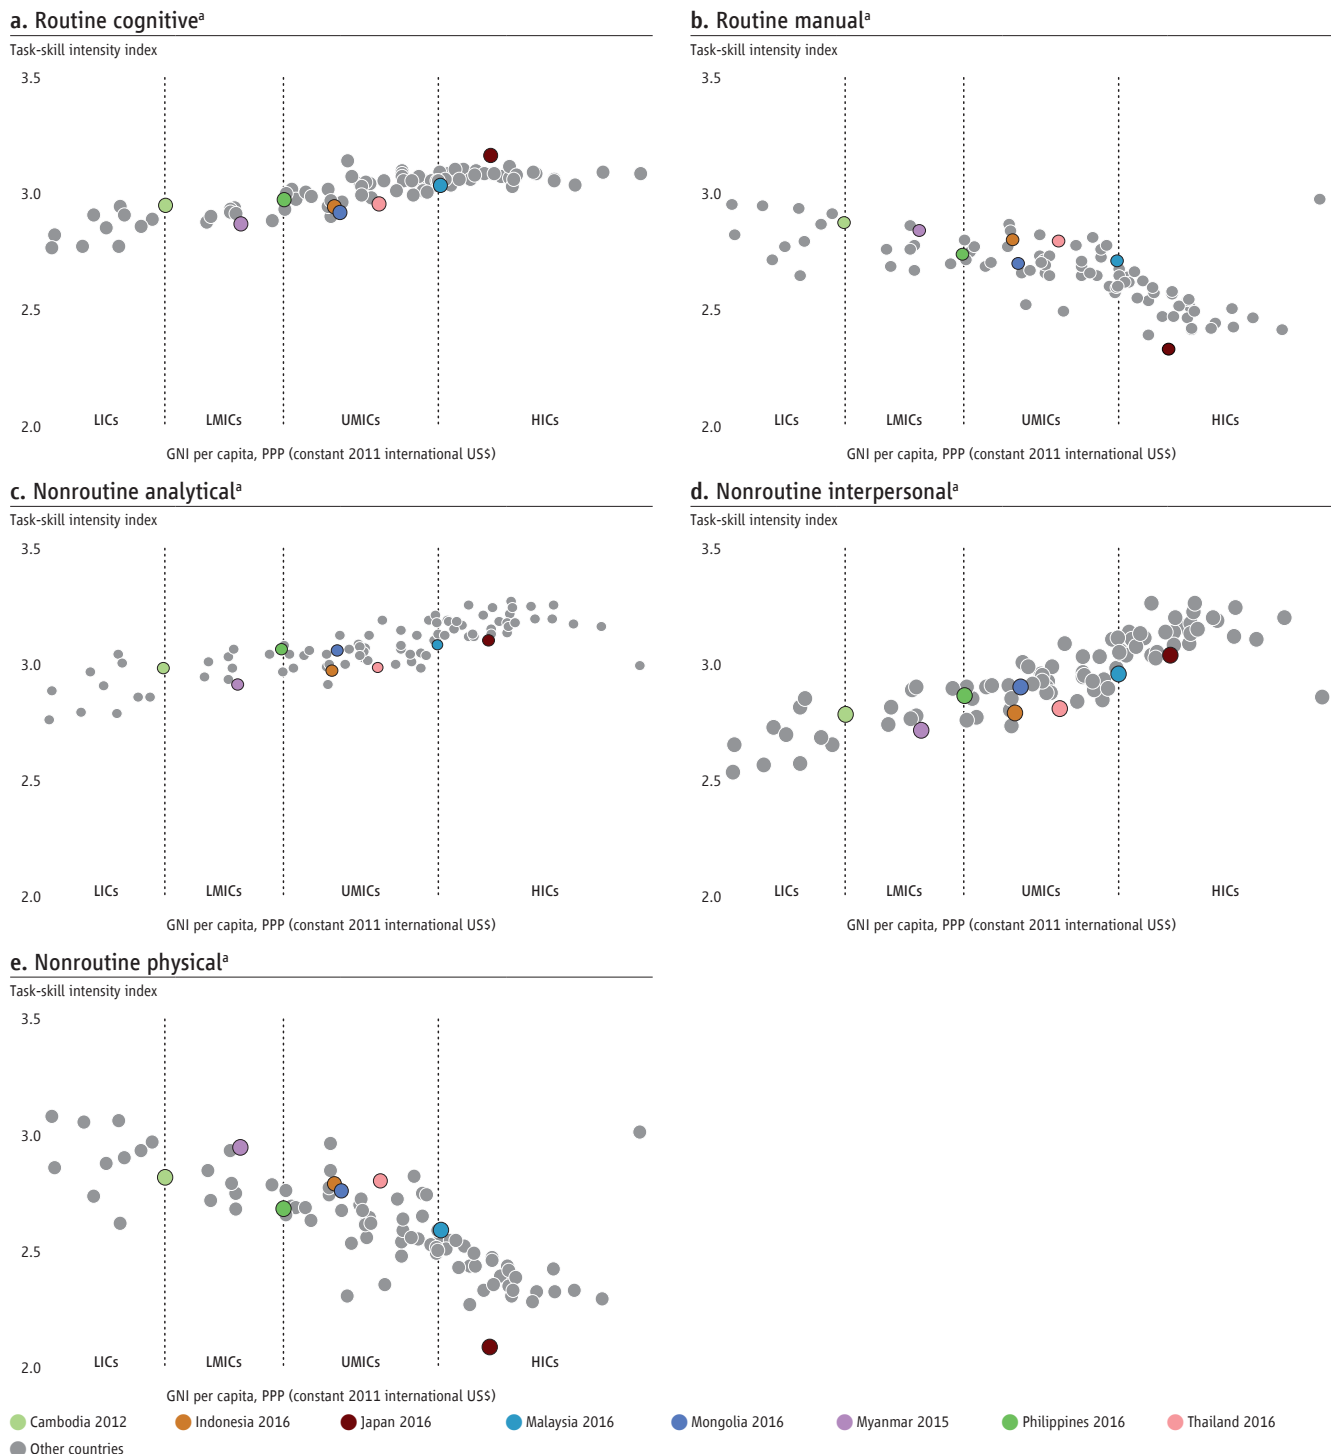 a. Routine cognitiveᵃ
Task-skill intensity index
3.5
3.0
2.5
2.0
LICs LMICs UMICs HICs
GNI per capita, PPP (constant 2011 international US$)
b. Routine manualᵃ
Task-skill intensity index
3.5
3.0
2.5
2.0
LICs LMICs UMICs HICs
GNI per capita, PPP (constant 2011 international US$)
c. Nonroutine analyticalᵃ
Task-skill intensity index
3.5
3.0
2.5
2.0
LICs LMICs UMICs HICs
GNI per capita, PPP (constant 2011 international US$)
d. Nonroutine interpersonalᵃ
Task-skill intensity index
3.5
3.0
2.5
2.0
LICs LMICs UMICs HICs
GNI per capita, PPP (constant 2011 international US$)
e. Nonroutine physicalᵃ
Task-skill intensity index
3.5
3.0
2.5
2.0
LICs LMICs UMICs HICs
GNI per capita, PPP (constant 2011 international US$)
Cambodia 2012 Indonesia 2016 Japan 2016 Malaysia 2016 Mongolia 2016 Myanmar 2015 Philippines 2016 Thailand 2016
Other countries